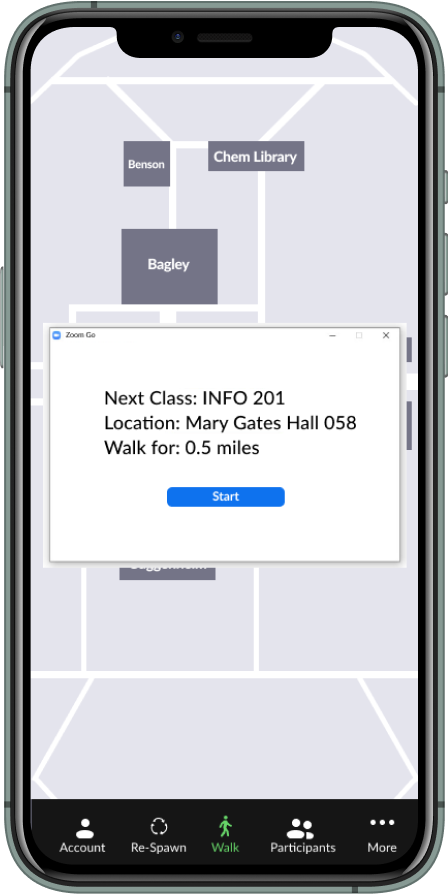 Benson
Chem Library
Bagley
Zoom Go
Next Class: INFO 201
Location: Mary Gates Hall 058
Walk for: 0.5 miles
Start
Account
Re-Spawn
Walk
Participants
More